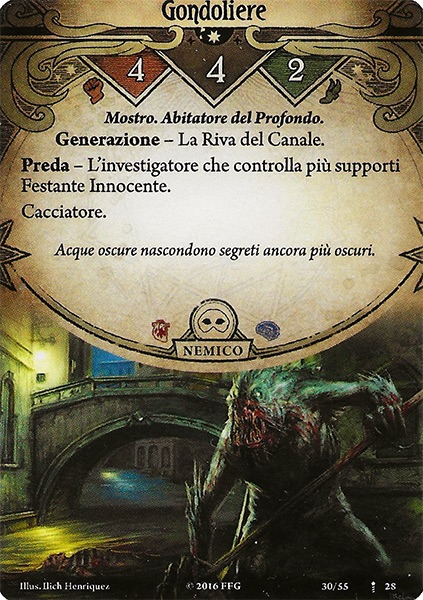 Gondoliere
4 4 2
Mostro. Abitatore del Profondo.
Generazione – La Riva del Canale.
Preda – L'investigatore che controlla più supporti
Festante Innocente.
Cacciatore.
Acque oscure nascondono segreti ancora più oscuri.
NEMICO
Illus. Ilich Henriquez © 2016 FFG 30/55 28